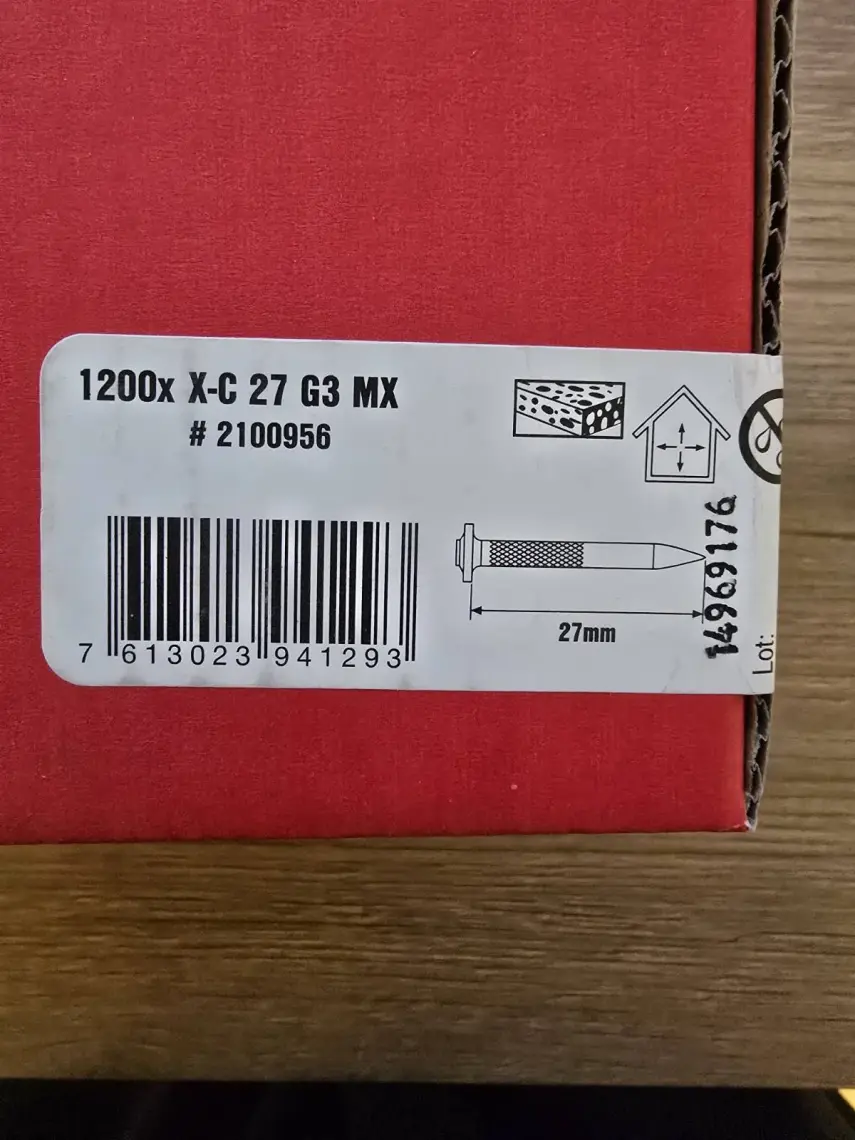 1200x X-C 27 G3 MX
# 2100956
7 613023 941293
27mm
14969176
Lot: